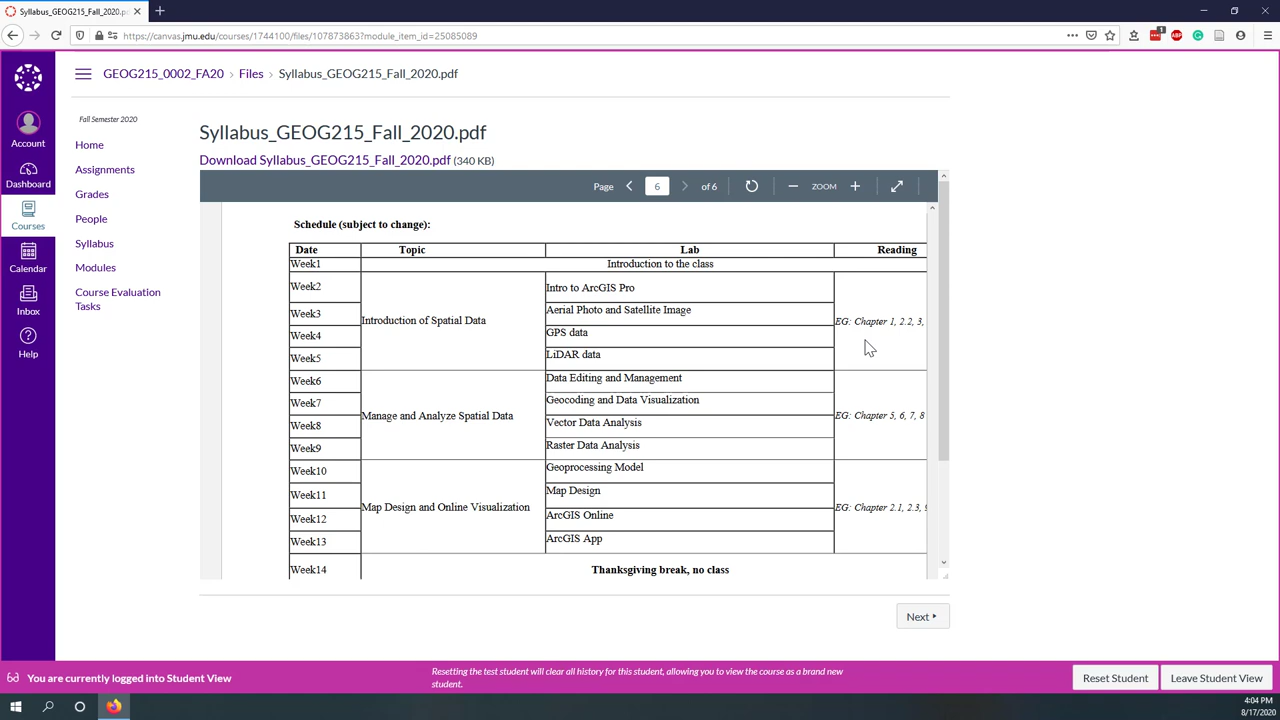 Syllabus_GEOG215_Fall_2020.pdf
https://canvas.jmu.edu/courses/1744100/files/107873863?module_item_id=25085089
GEOG215_0002_FA20 › Files › Syllabus_GEOG215_Fall_2020.pdf
Account
Dashboard
Courses
Calendar
Inbox
Help
Fall Semester 2020
Home
Assignments
Grades
People
Syllabus
Modules
Course Evaluation
Tasks
Syllabus_GEOG215_Fall_2020.pdf
Download Syllabus_GEOG215_Fall_2020.pdf (340 KB)
Page 6 of 6 ZOOM
Schedule (subject to change):
Date Topic Lab Reading
Week1 Introduction to the class
Week2 Intro to ArcGIS Pro
Week3 Aerial Photo and Satellite Image
Introduction of Spatial Data EG: Chapter 1, 2.2, 3,
Week4 GPS data
Week5 LiDAR data
Week6 Data Editing and Management
Week7 Geocoding and Data Visualization
Manage and Analyze Spatial Data EG: Chapter 5, 6, 7, 8
Week8 Vector Data Analysis
Week9 Raster Data Analysis
Week10 Geoprocessing Model
Week11 Map Design
Map Design and Online Visualization EG: Chapter 2.1, 2.3,
Week12 ArcGIS Online
Week13 ArcGIS App
Week14 Thanksgiving break, no class
Next
You are currently logged into Student View
Resetting the test student will clear all history for this student, allowing you to view the course as a brand new
student.
Reset Student
Leave Student View
4:04 PM
8/17/2020